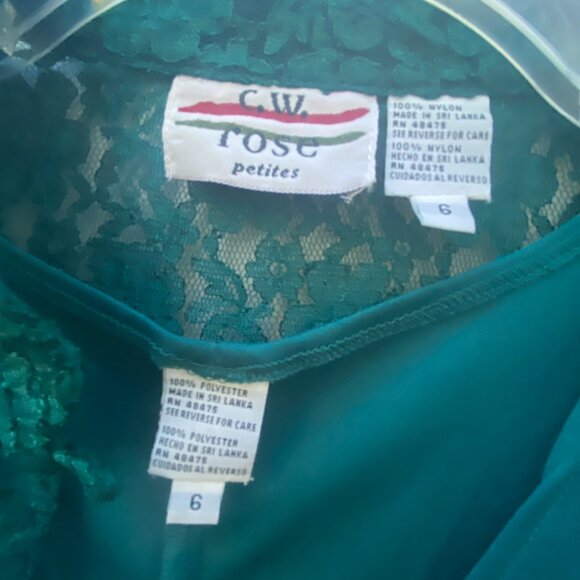 c.w.
rose
petites
100% NYLON
MADE IN SRI LANKA
RN 48475
SEE REVERSE FOR CARE
100% NYLON
HECHO EN SRI LANKA
RN 48475
CUIDADOS AL REVERSO
6
100% POLYESTER
MADE IN SRI LANKA
RN 48475
SEE REVERSE FOR CARE
100% POLYESTER
HECHO EN SRI LANKA
RN 48475
CUIDADOS AL REVERSO
6